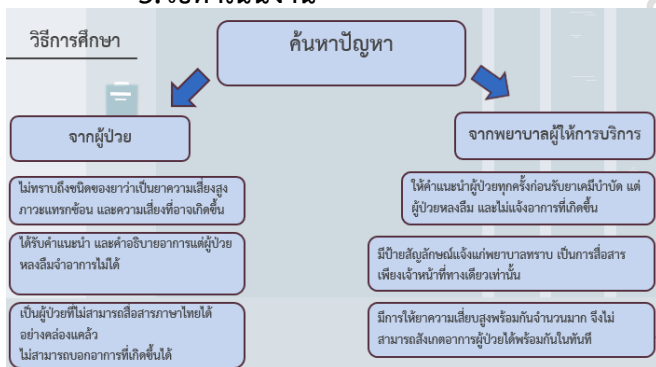 3.วิธีดำเนินงาน
วิธีการศึกษา
ค้นหาปัญหา
จากผู้ป่วย
ไม่ทราบถึงชนิดของยาว่าเป็นยาความเสี่ยงสูง
ภาวะแทรกซ้อน และความเสี่ยงที่อาจเกิดขึ้น
ได้รับคำแนะนำ และคำอธิบายอาการแต่ผู้ป่วย
หลงลืมจำอาการไม่ได้
เป็นผู้ป่วยที่ไม่สามารถสื่อสารภาษาไทยได้
อย่างคล่องแคล้ว
ไม่สามารถบอกอาการที่เกิดขึ้นได้
จากพยาบาลผู้ให้การบริการ
ให้คำแนะนำผู้ป่วยทุกครั้งก่อนรับยาเคมีบำบัด แต่
ผู้ป่วยหลงลืม และไม่แจ้งอาการที่เกิดขึ้น
มีป้ายสัญลักษณ์แจ้งแก่พยาบาลทราบ เป็นการสื่อสาร
เพียงเจ้าหน้าที่ทางเดียวเท่านั้น
มีการให้ยาความเสี่ยบสูงพร้อมกันจำนวนมาก จึงไม่
สามารถสังเกตอาการผู้ป่วยได้พร้อมกันในทันที